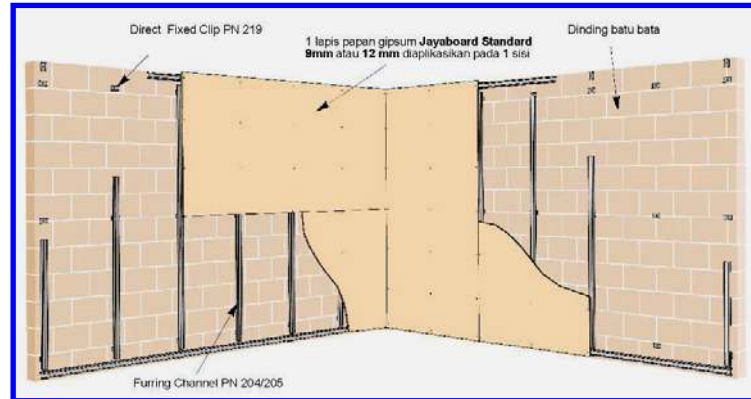 Direct Fixed Clip PN 219
1 lapis papan gipsum Jayaboard Standard
9mm atau 12 mm diaplikasikan pada 1 sisi
Dinding batu bata
Furring Channel PN 204/205